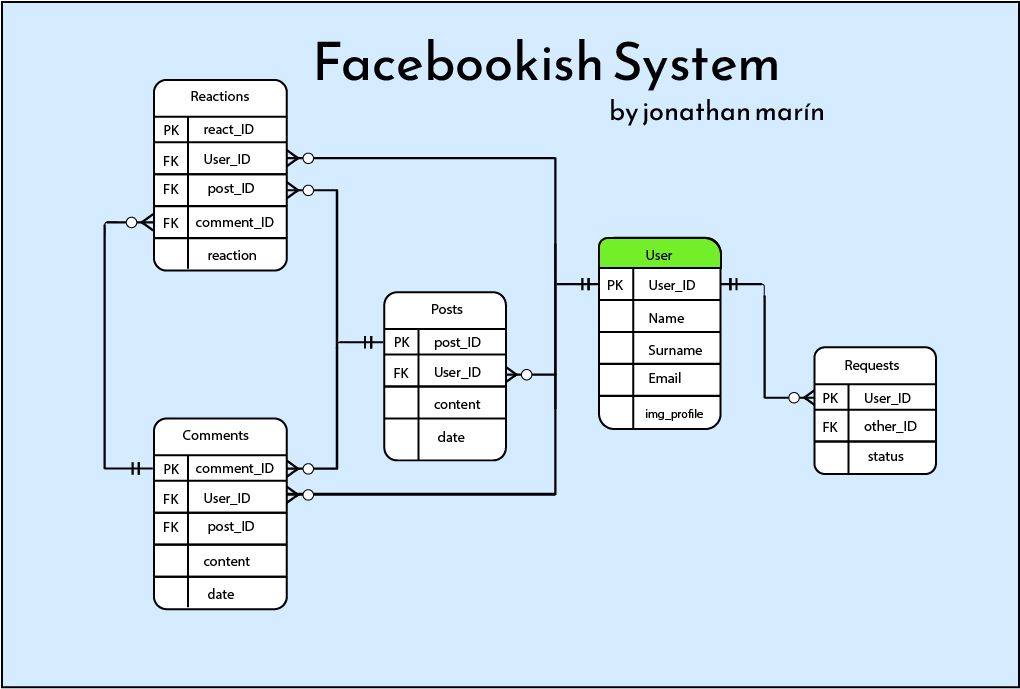 Facebookish System
by jonathan marín
Reactions
PK react_ID
FK User_ID
FK post_ID
FK comment_ID
reaction
User
PK User_ID
Name
Surname
Email
img_profile
Posts
PK post_ID
FK User_ID
content
date
Requests
PK User_ID
FK other_ID
status
Comments
PK comment_ID
FK User_ID
FK post_ID
content
date